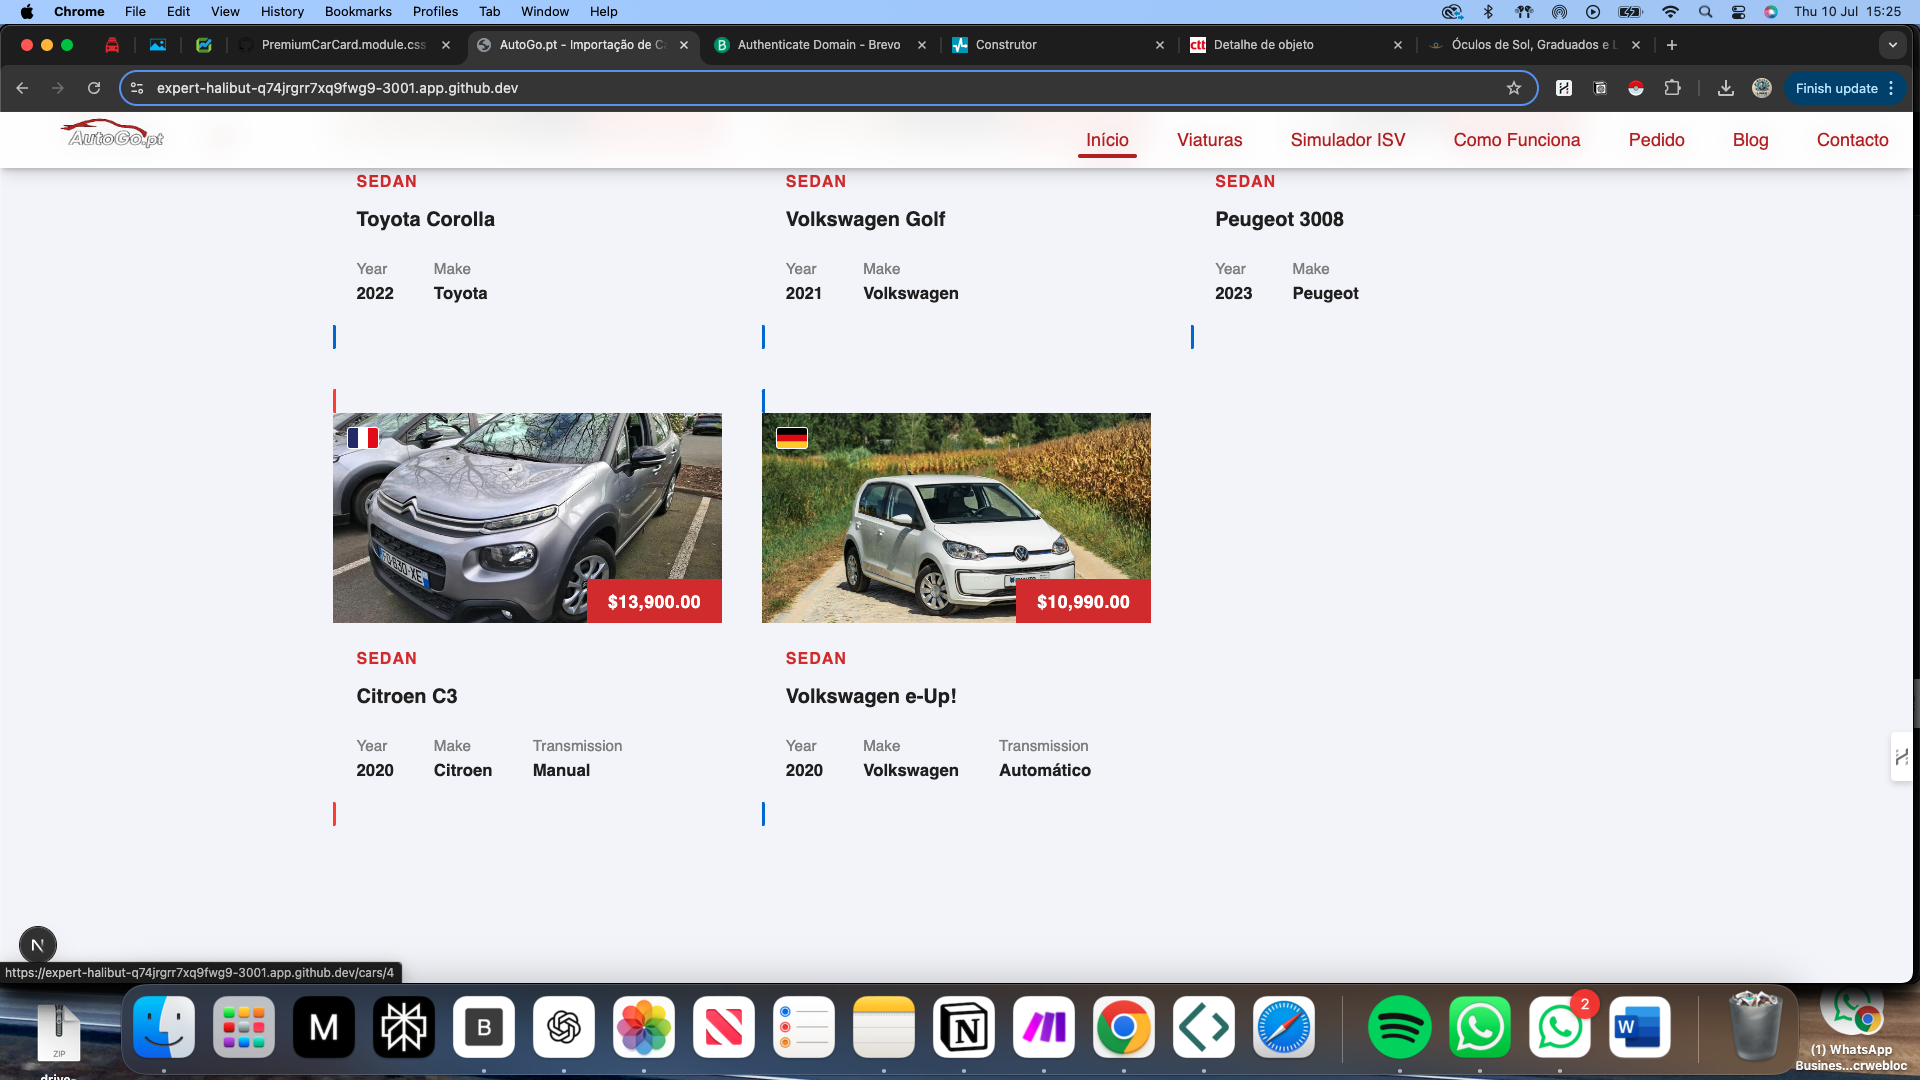 Chrome File Edit View History Bookmarks Profiles Tab Window Help Thu 10 Jul 15:25
PremiumCarCard.module.css AutoGo.pt - Importação de Ca Authenticate Domain - Brevo Construtor ctt Detalhe de objeto Óculos de Sol, Graduados e L
expert-halibut-q74jrgrr7xq9fwg9-3001.app.github.dev Finish update
AutoGo.pt Início Viaturas Simulador ISV Como Funciona Pedido Blog Contacto
SEDAN SEDAN SEDAN
Toyota Corolla Volkswagen Golf Peugeot 3008
Year Make Year Make Year Make
2022 Toyota 2021 Volkswagen 2023 Peugeot
$13,900.00 $10,990.00
SEDAN SEDAN
Citroen C3 Volkswagen e-Up!
Year Make Transmission Year Make Transmission
2020 Citroen Manual 2020 Volkswagen Automático
N
https://expert-halibut-q74jrgrr7xq9fwg9-3001.app.github.dev/cars/4
M B N 2 W
ZIP
(1) WhatsApp
Busines...crwebloc
drive-